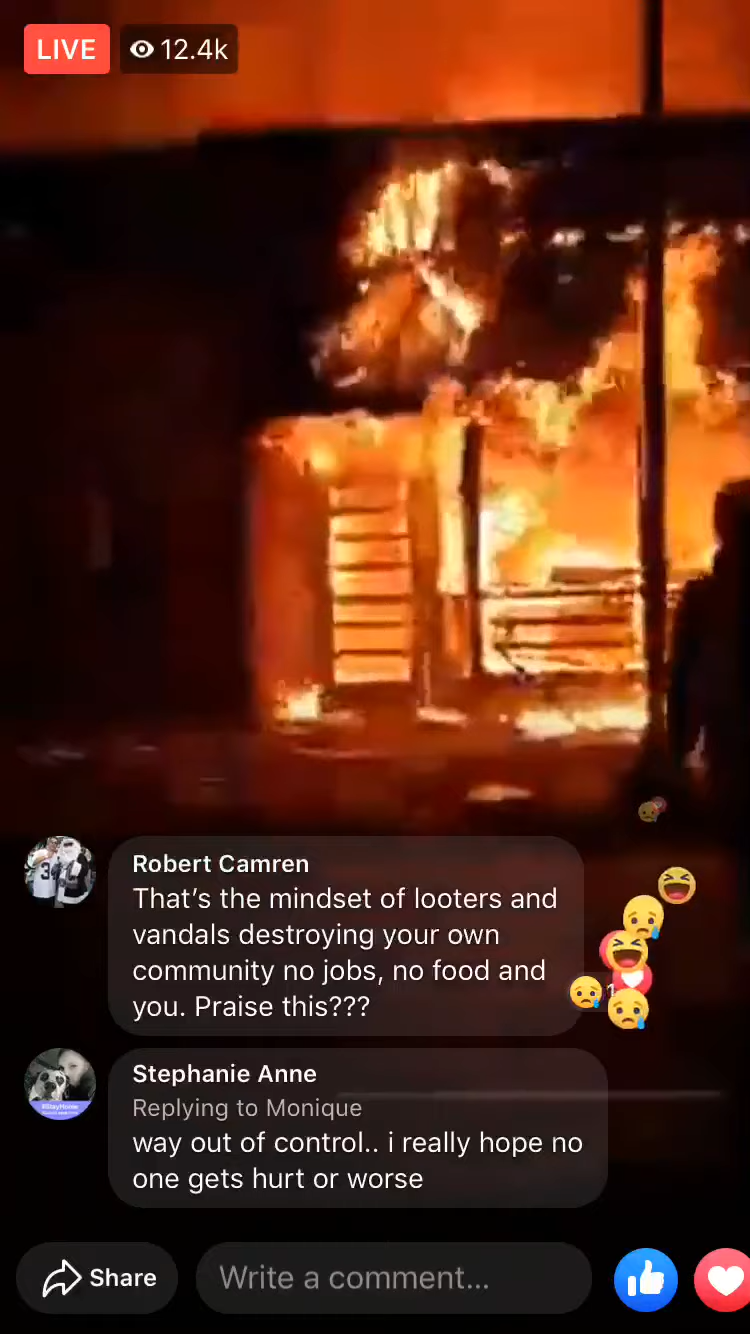 LIVE
12.4k
Robert Camren
That's the mindset of looters and
vandals destroying your own
community no jobs, no food and
you. Praise this???
1
Stephanie Anne
Replying to Monique
way out of control.. i really hope no
one gets hurt or worse
Share
Write a comment...